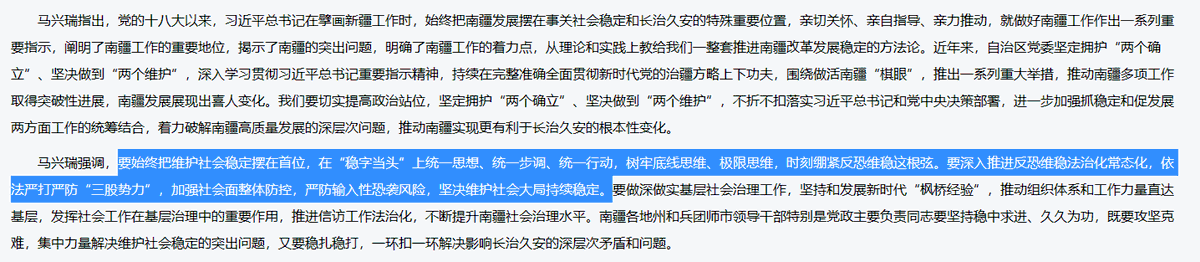 马兴瑞指出，党的十八大以来，习近平总书记在擘画新疆工作时，始终把南疆发展摆在事关社会稳定和长治久安的特殊重要位置，亲切关怀、亲自指导、亲力推动，就做好南疆工作作出一系列重
要指示，阐明了南疆工作的重要地位，揭示了南疆的突出问题，明确了南疆工作的着力点，从理论和实践上教给我们一整套推进南疆改革发展稳定的方法论。近年来，自治区党委坚定拥护“两个确
立”、坚决做到“两个维护”，深入学习贯彻习近平总书记重要指示精神，持续在完整准确全面贯彻新时代党的治疆方略上下功夫，围绕做活南疆“棋眼”，推出一系列重大举措，推动南疆多项工作
取得突破性进展，南疆发展展现出喜人变化。我们要切实提高政治站位，坚定拥护“两个确立”、坚决做到“两个维护”，不折不扣落实习近平总书记和党中央决策部署，进一步加强抓稳定和促发展
两方面工作的统筹结合，着力破解南疆高质量发展的深层次问题，推动南疆实现更有利于长治久安的根本性变化。
马兴瑞强调，要始终把维护社会稳定摆在首位，在“稳字当头”上统一思想、统一步调、统一行动，树牢底线思维、极限思维，时刻绷紧反恐维稳这根弦。要深入推进反恐维稳法治化常态化，依
法严打严防“三股势力”，加强社会面整体防控，严防输入性恐袭风险，坚决维护社会大局持续稳定。要做深做实基层社会治理工作，坚持和发展新时代“枫桥经验”，推动组织体系和工作力量直达
基层，发挥社会工作在基层治理中的重要作用，推进信访工作法治化，不断提升南疆社会治理水平。南疆各地州和兵团师市领导干部特别是党政主要负责同志要坚持稳中求进、久久为功，既要攻坚克
难，集中力量解决维护社会稳定的突出问题，又要稳扎稳打，一环扣一环解决影响长治久安的深层次矛盾和问题。